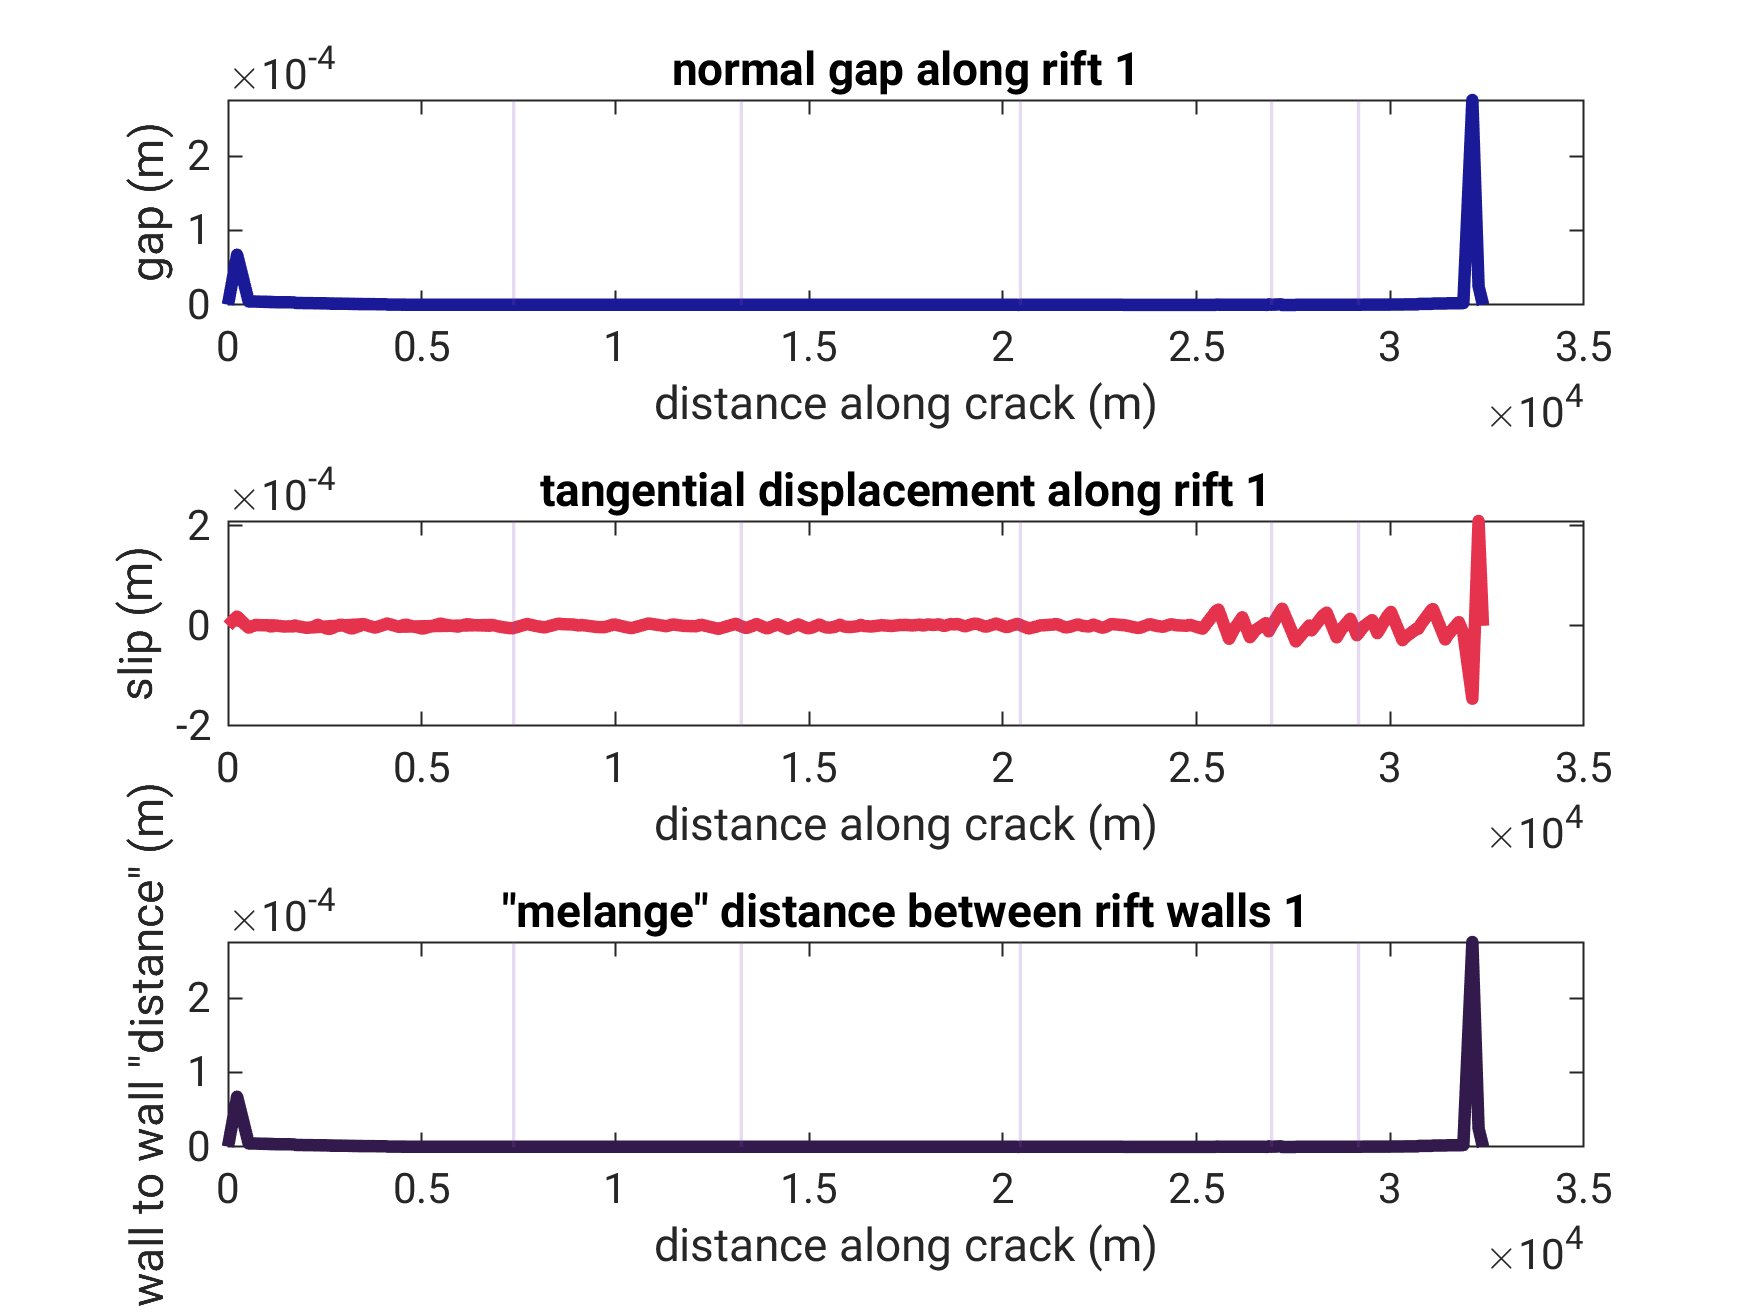 ×10-4
normal gap along rift 1
gap (m)
2
1
0
0 0.5 1 1.5 2 2.5 3 3.5
distance along crack (m)
×104
×10-4
tangential displacement along rift 1
slip (m)
2
0
-2
0 0.5 1 1.5 2 2.5 3 3.5
distance along crack (m)
×104
×10-4
"melange" distance between rift walls 1
wall to wall "distance" (m)
2
1
0
0 0.5 1 1.5 2 2.5 3 3.5
distance along crack (m)
×104